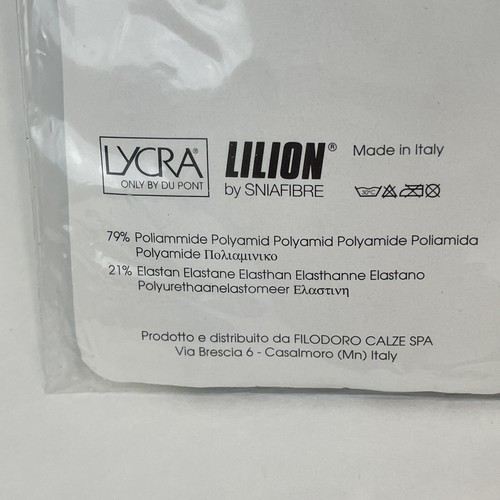 LYCRA®
ONLY BY DU PONT
LILION®
by SNIAFIBRE
Made in Italy
30°
79% Poliammide Polyamid Polyamid Polyamide Poliamida
Polyamide Πολιαμινικο
21% Elastan Elastane Elasthan Elasthanne Elastano
Polyurethaanelastomeer Ελαστινη
Prodotto e distribuito da FILODORO CALZE SPA
Via Brescia 6 - Casalmoro (Mn) Italy